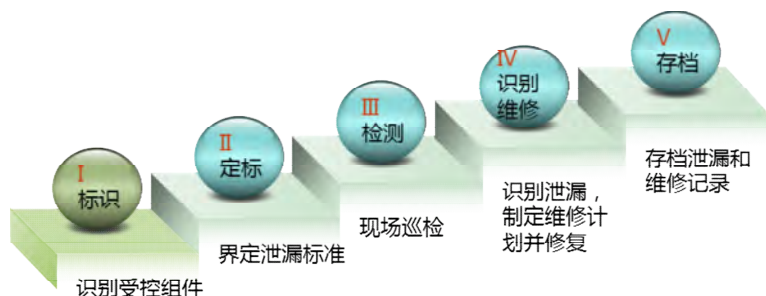 I
标识
识别受控组件
II
定标
界定泄漏标准
III
检测
现场巡检
IV
识别
维修
识别泄漏，
制定维修计
划并修复
V
存档
存档泄漏和
维修记录